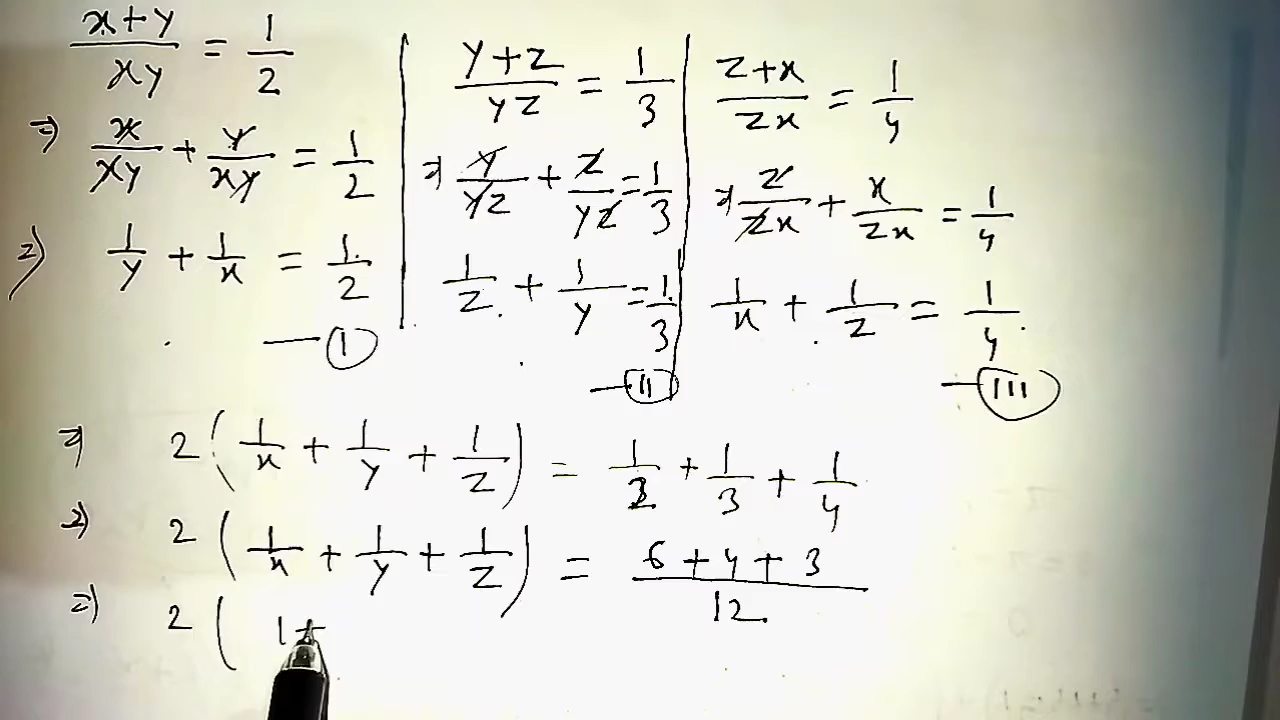 (x+y)/(xy) = 1/2
⇒ x/(xy) + y/(xy) = 1/2
⇒ 1/y + 1/x = 1/2
— (I)
(y+z)/(yz) = 1/3
⇒ y/(yz) + z/(yz) = 1/3
1/z + 1/y = 1/3
— (II)
(z+x)/(zx) = 1/4
⇒ z/(zx) + x/(zx) = 1/4
1/x + 1/z = 1/4
— (III)
⇒ 2(1/x + 1/y + 1/z) = 1/2 + 1/3 + 1/4
⇒ 2(1/x + 1/y + 1/z) = (6+4+3)/12
⇒ 2( 1